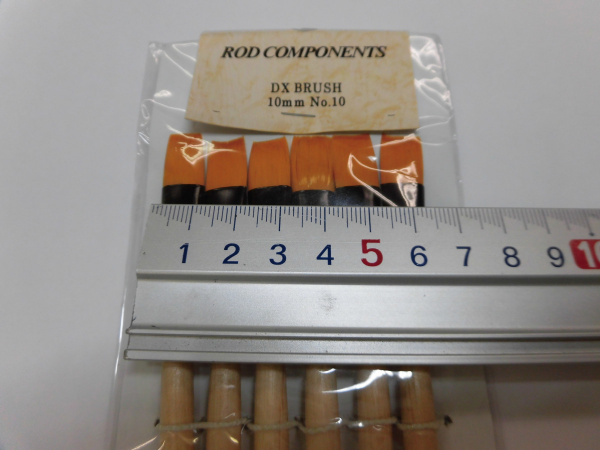 ROD COMPONENTS
DX BRUSH
10mm No.10
1 2 3 4 5 6 7 8 9 10